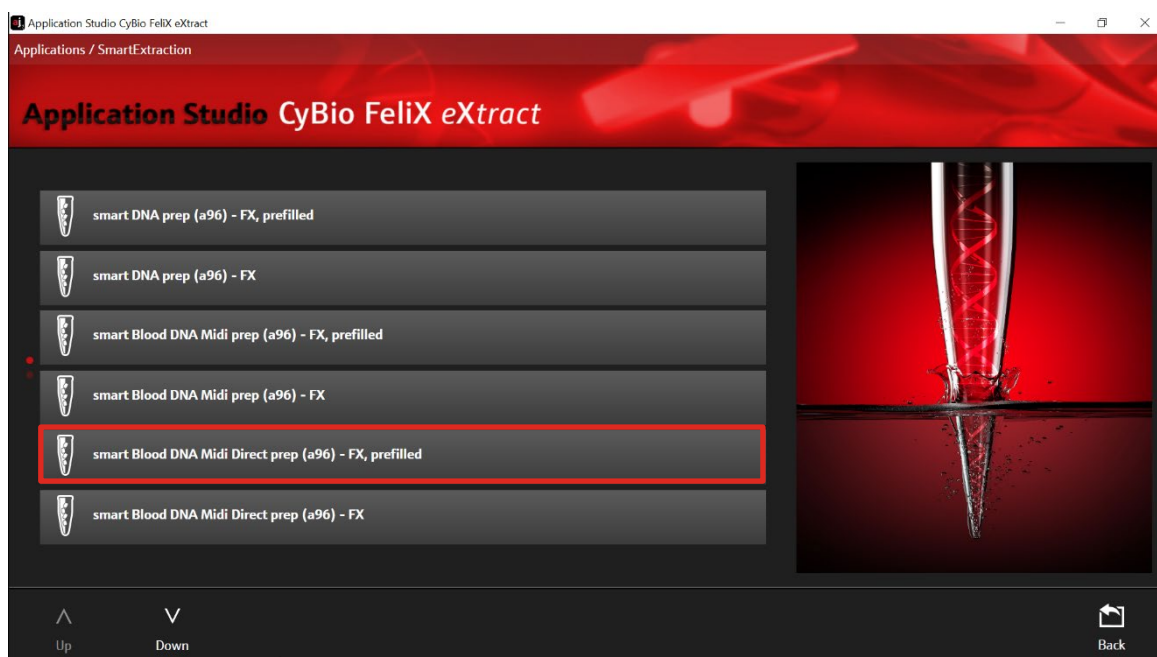 Application Studio CyBio FeliX eXtract
Applications / SmartExtraction
Application Studio CyBio FeliX eXtract
smart DNA prep (a96) - FX, prefilled
smart DNA prep (a96) - FX
smart Blood DNA Midi prep (a96) - FX, prefilled
smart Blood DNA Midi prep (a96) - FX
smart Blood DNA Midi Direct prep (a96) - FX, prefilled
smart Blood DNA Midi Direct prep (a96) - FX
Up Down Back